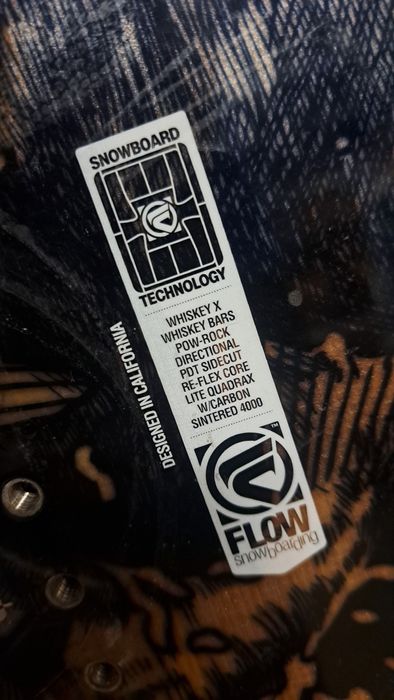 SNOWBOARD
TECHNOLOGY
WHISKEY X
WHISKEY BARS
POW-ROCK
DIRECTIONAL
PDT SIDECUT
RE-FLEX CORE
LITE QUADRAX
W/CARBON
SINTERED 4000
DESIGNED IN CALIFORNIA
TM
FLOW
snowboarding